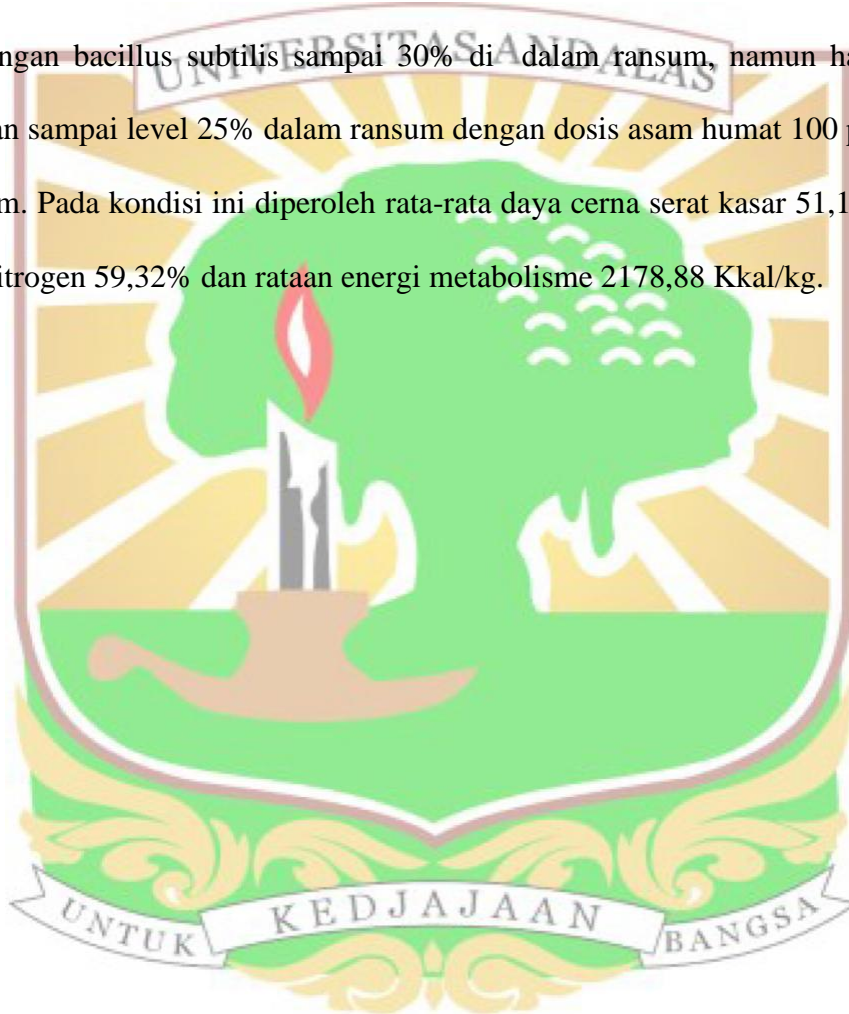 ngan bacillus subtilis sampai 30% di dalam ransum, namun ha
an sampai level 25% dalam ransum dengan dosis asam humat 100 p
m. Pada kondisi ini diperoleh rata-rata daya cerna serat kasar 51,1
itrogen 59,32% dan rataan energi metabolisme 2178,88 Kkal/kg.
UNIVERSITAS ANDALAS
UNTUK KEDJAJAAN BANGSA